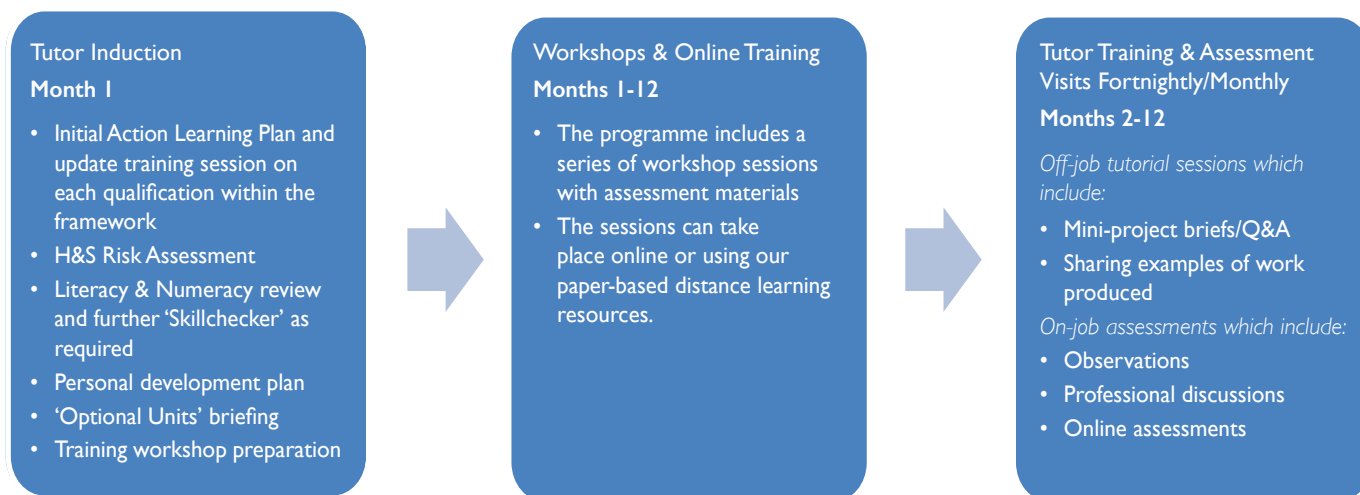 Tutor Induction
Month 1
• Initial Action Learning Plan and
update training session on
each qualification within the
framework
• H&S Risk Assessment
• Literacy & Numeracy review
and further ‘Skillchecker’ as
required
• Personal development plan
• ‘Optional Units’ briefing
• Training workshop preparation
Workshops & Online Training
Months 1-12
• The programme includes a
series of workshop sessions
with assessment materials
• The sessions can take
place online or using our
paper-based distance learning
resources.
Tutor Training & Assessment
Visits Fortnightly/Monthly
Months 2-12
Off-job tutorial sessions which
include:
• Mini-project briefs/Q&A
• Sharing examples of work
produced
On-job assessments which include:
• Observations
• Professional discussions
• Online assessments